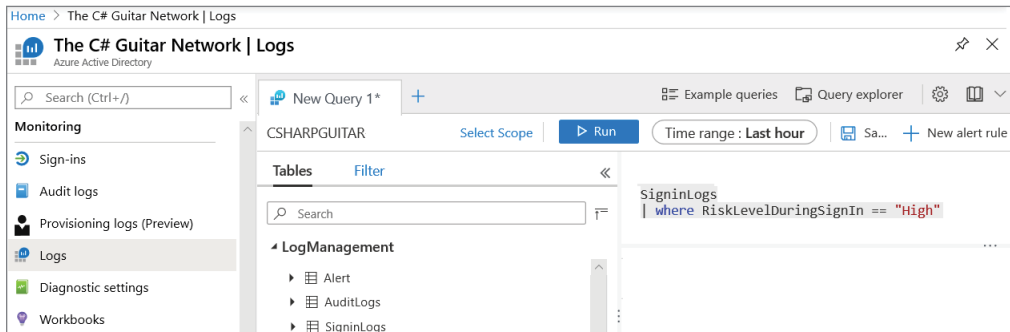 Home > The C# Guitar Network | Logs
The C# Guitar Network | Logs
Azure Active Directory
Search (Ctrl+/)
Monitoring
Sign-ins
Audit logs
Provisioning logs (Preview)
Logs
Diagnostic settings
Workbooks
New Query 1*
Example queries
Query explorer
CSHARPGUITAR
Select Scope
Run
Time range : Last hour
Sa...
New alert rule
Tables
Filter
Search
LogManagement
Alert
AuditLogs
SigninLogs
SigninLogs
| where RiskLevelDuringSignIn == "High"